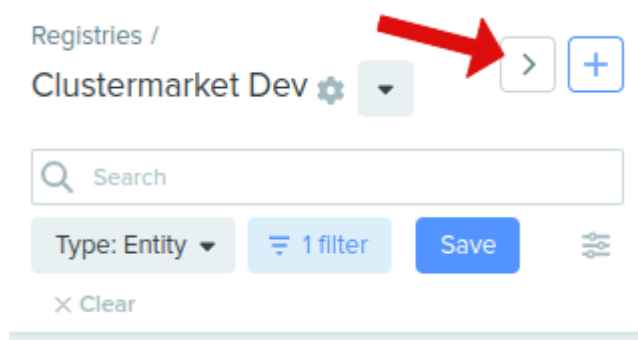 Registries /
Clustermarket Dev
Search
Type: Entity
1 filter
Save
Clear